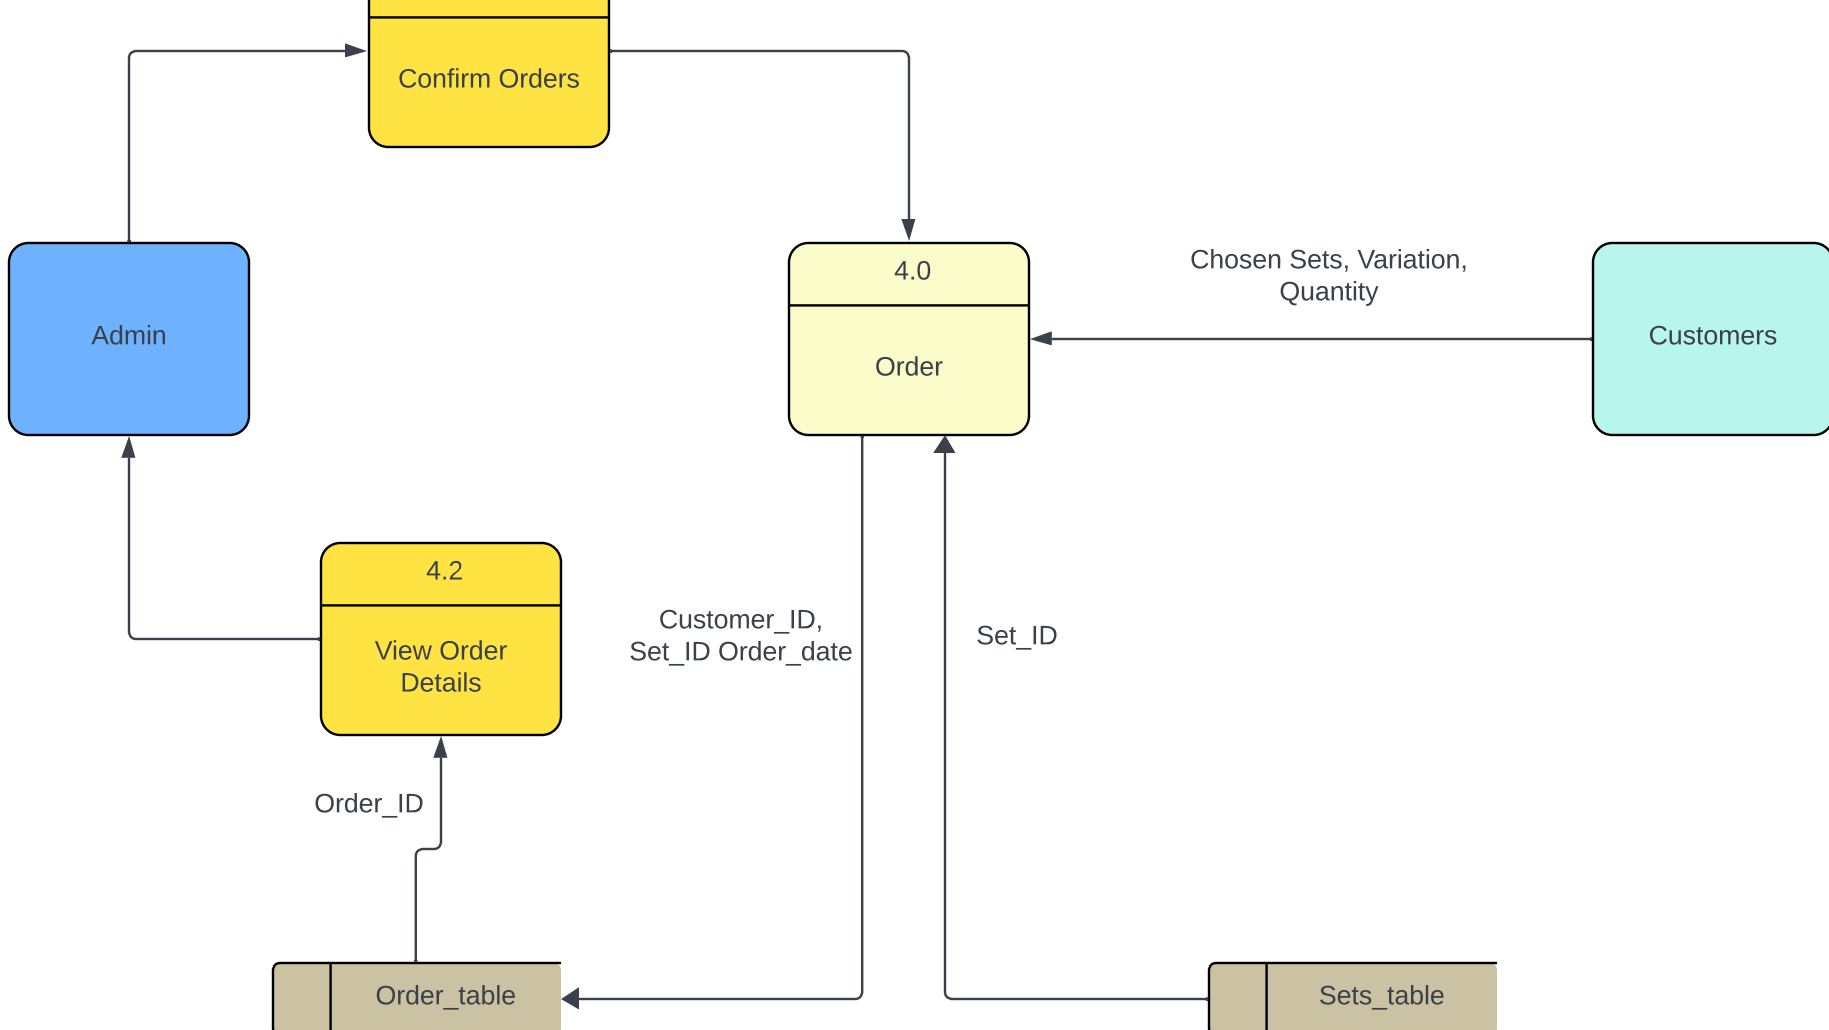 Confirm Orders
4.0
Order
Chosen Sets, Variation,
Quantity
Customers
Admin
4.2
View Order
Details
Customer_ID,
Set_ID Order_date
Set_ID
Order_ID
Order_table
Sets_table